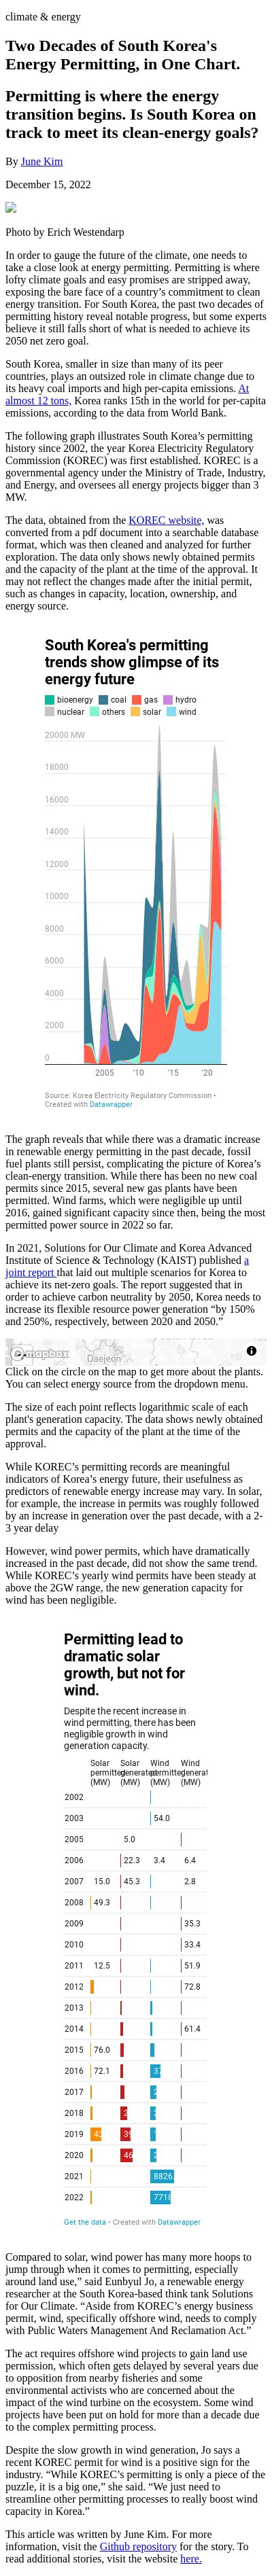 climate & energy
Two Decades of South Korea's
Energy Permitting, in One Chart.
Permitting is where the energy
transition begins. Is South Korea on
track to meet its clean-energy goals?
By June Kim
December 15, 2022
Photo by Erich Westendarp
In order to gauge the future of the climate, one needs to
take a close look at energy permitting. Permitting is where
lofty climate goals and easy promises are stripped away,
exposing the bare facts of a country’s commitment to clean
energy transition. For South Korea, the past two decades of
permitting history reveal notable progress, but some experts
believe it still falls short of what is needed to achieve its
2050 net zero goal.
South Korea, smaller in size than many of its peer
countries, plays an outsized role in climate change due to
its heavy coal imports and high per-capita emissions. At
almost 12 tons, Korea ranks 15th in the world for per-capita
emissions, according to the data from World Bank.
The following graph illustrates South Korea’s permitting
history since 2002, the year Korea Electricity Regulatory
Commission (KOREC) was first established. KOREC is a
governmental agency under the Ministry of Trade, Industry,
and Energy, and oversees all energy projects bigger than 3
MW.
The data, obtained from the KOREC website, was
converted from a pdf document into a searchable database
format, which was then cleaned and analyzed for further
exploration. The data only shows newly obtained permits
and the capacity of the plant at the time of the approval. It
may not reflect the changes made after the initial permit,
such as changes in capacity, location, ownership, and
energy source.
South Korea's permitting
trends show glimpse of its
energy future
bioenergy coal gas hydro
nuclear others solar wind
20000 MW
18000
16000
14000
12000
10000
8000
6000
4000
2000
0
2005 '10 '15 '20
Source: Korea Electricity Regulatory Commission •
Created with Datawrapper
The graph reveals that while there was a dramatic increase
in renewable energy permitting in the past decade, fossil
fuel plants still persist, complicating the picture of Korea’s
clean-energy transition. While there has been no new coal
permits since 2015, several new gas plants have been
permitted. Wind farms, which were negligible up until
2016, gained significant capacity since then, being the most
permitted power source in 2022 so far.
In 2021, Solutions for Our Climate and Korea Advanced
Institute of Science & Technology (KAIST) published a
joint report that laid out multiple scenarios for Korea to
achieve its net-zero goals. The report suggested that in
order to achieve carbon neutrality by 2050, Korea needs to
increase its flexible resource power generation “by 150%
and 250%, respectively, between 2020 and 2050.”
mapbox
Daejeon
Click on the circle on the map to get more about the plants.
You can select energy source from the dropdown menu.
The size of each point reflects logarithmic scale of each
plant's generation capacity. The data shows newly obtained
permits and the capacity of the plant at the time of the
approval.
While KOREC’s permitting records are meaningful
indicators of Korea’s energy future, their usefulness as
predictors of renewable energy increase may vary. In solar,
for example, the increase in permits was roughly followed
by an increase in generation over the past decade, with a 2-
3 year delay
However, wind power permits, which have dramatically
increased in the past decade, did not show the same trend.
While KOREC’s yearly wind permits have been steady at
above the 2GW range, the new generation capacity for
wind has been negligible.
Permitting lead to
dramatic solar
growth, but not for
wind.
Despite the recent increase in
wind permitting, there has been
negligible growth in wind
generation capacity.
Solar Solar Wind Wind
permitted generated permitted generat
(MW) (MW) (MW) (MW)
2002
2003 54.0
2005 5.0
2006 22.3 3.4 6.4
2007 15.0 45.3 2.8
2008 49.3
2009 35.3
2010 33.4
2011 12.5 51.9
2012 72.8
2013
2014 61.4
2015 76.0
2016 72.1
2017
2018
2019
2020
2021 8826.
2022 7718
Get the data • Created with Datawrapper
Compared to solar, wind power has many more hoops to
jump through when it comes to permitting, especially
around land use,” said Eunbyul Jo, a renewable energy
researcher at the South Korea-based think tank Solutions
for Our Climate. “Aside from KOREC’s energy business
permit, wind, specifically offshore wind, needs to comply
with Public Waters Management And Reclamation Act.”
The act requires offshore wind projects to gain land use
permission, which often gets delayed by several years due
to opposition from nearby fisheries and some
environmental activists who are concerned about the
impact of the wind turbine on the ecosystem. Some wind
projects have been put on hold for more than a decade due
to the complex permitting process.
Despite the slow growth in wind generation, Jo says a
recent KOREC permit for wind is a positive sign for the
industry. “While KOREC’s permitting is only a piece of the
puzzle, it is a big one,” she said. “We just need to
streamline other permitting processes to really boost wind
capacity in Korea.”
This article was written by June Kim. For more
information, visit the Github repository for the story. To
read additional stories, visit the website here.